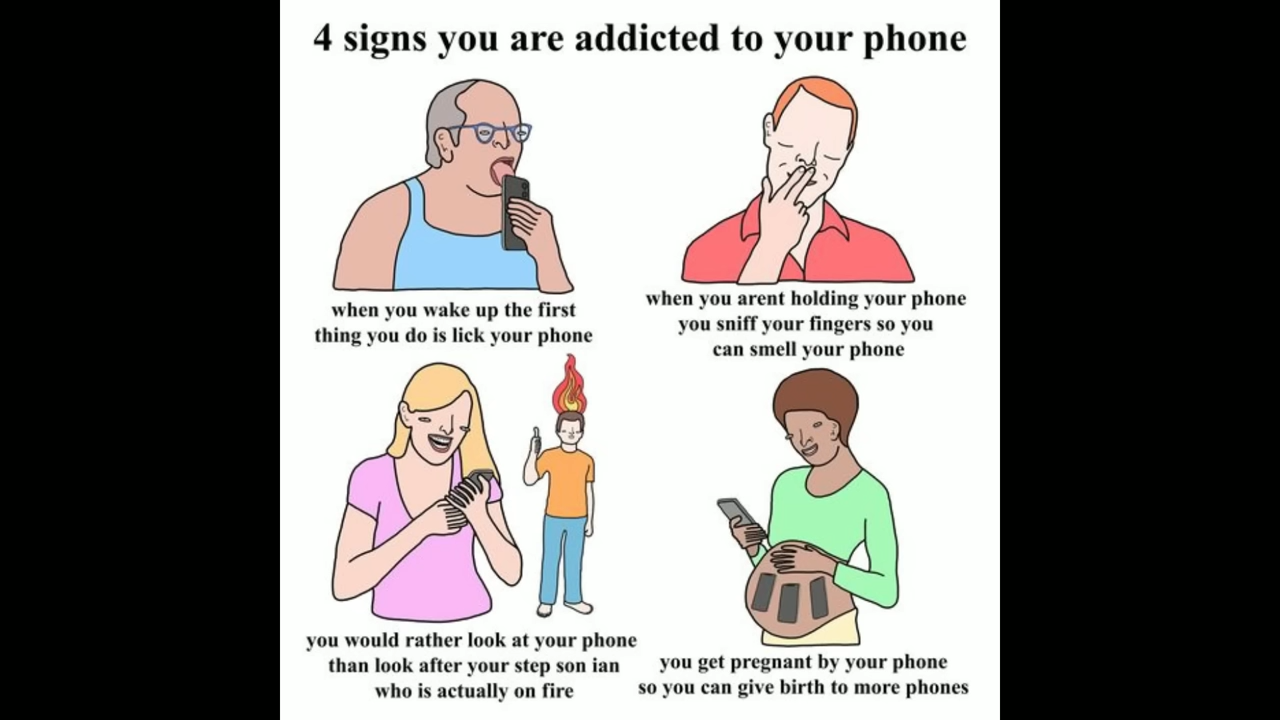 4 signs you are addicted to your phone
when you wake up the first
thing you do is lick your phone
when you arent holding your phone
you sniff your fingers so you
can smell your phone
you would rather look at your phone
than look after your step son ian
who is actually on fire
you get pregnant by your phone
so you can give birth to more phones